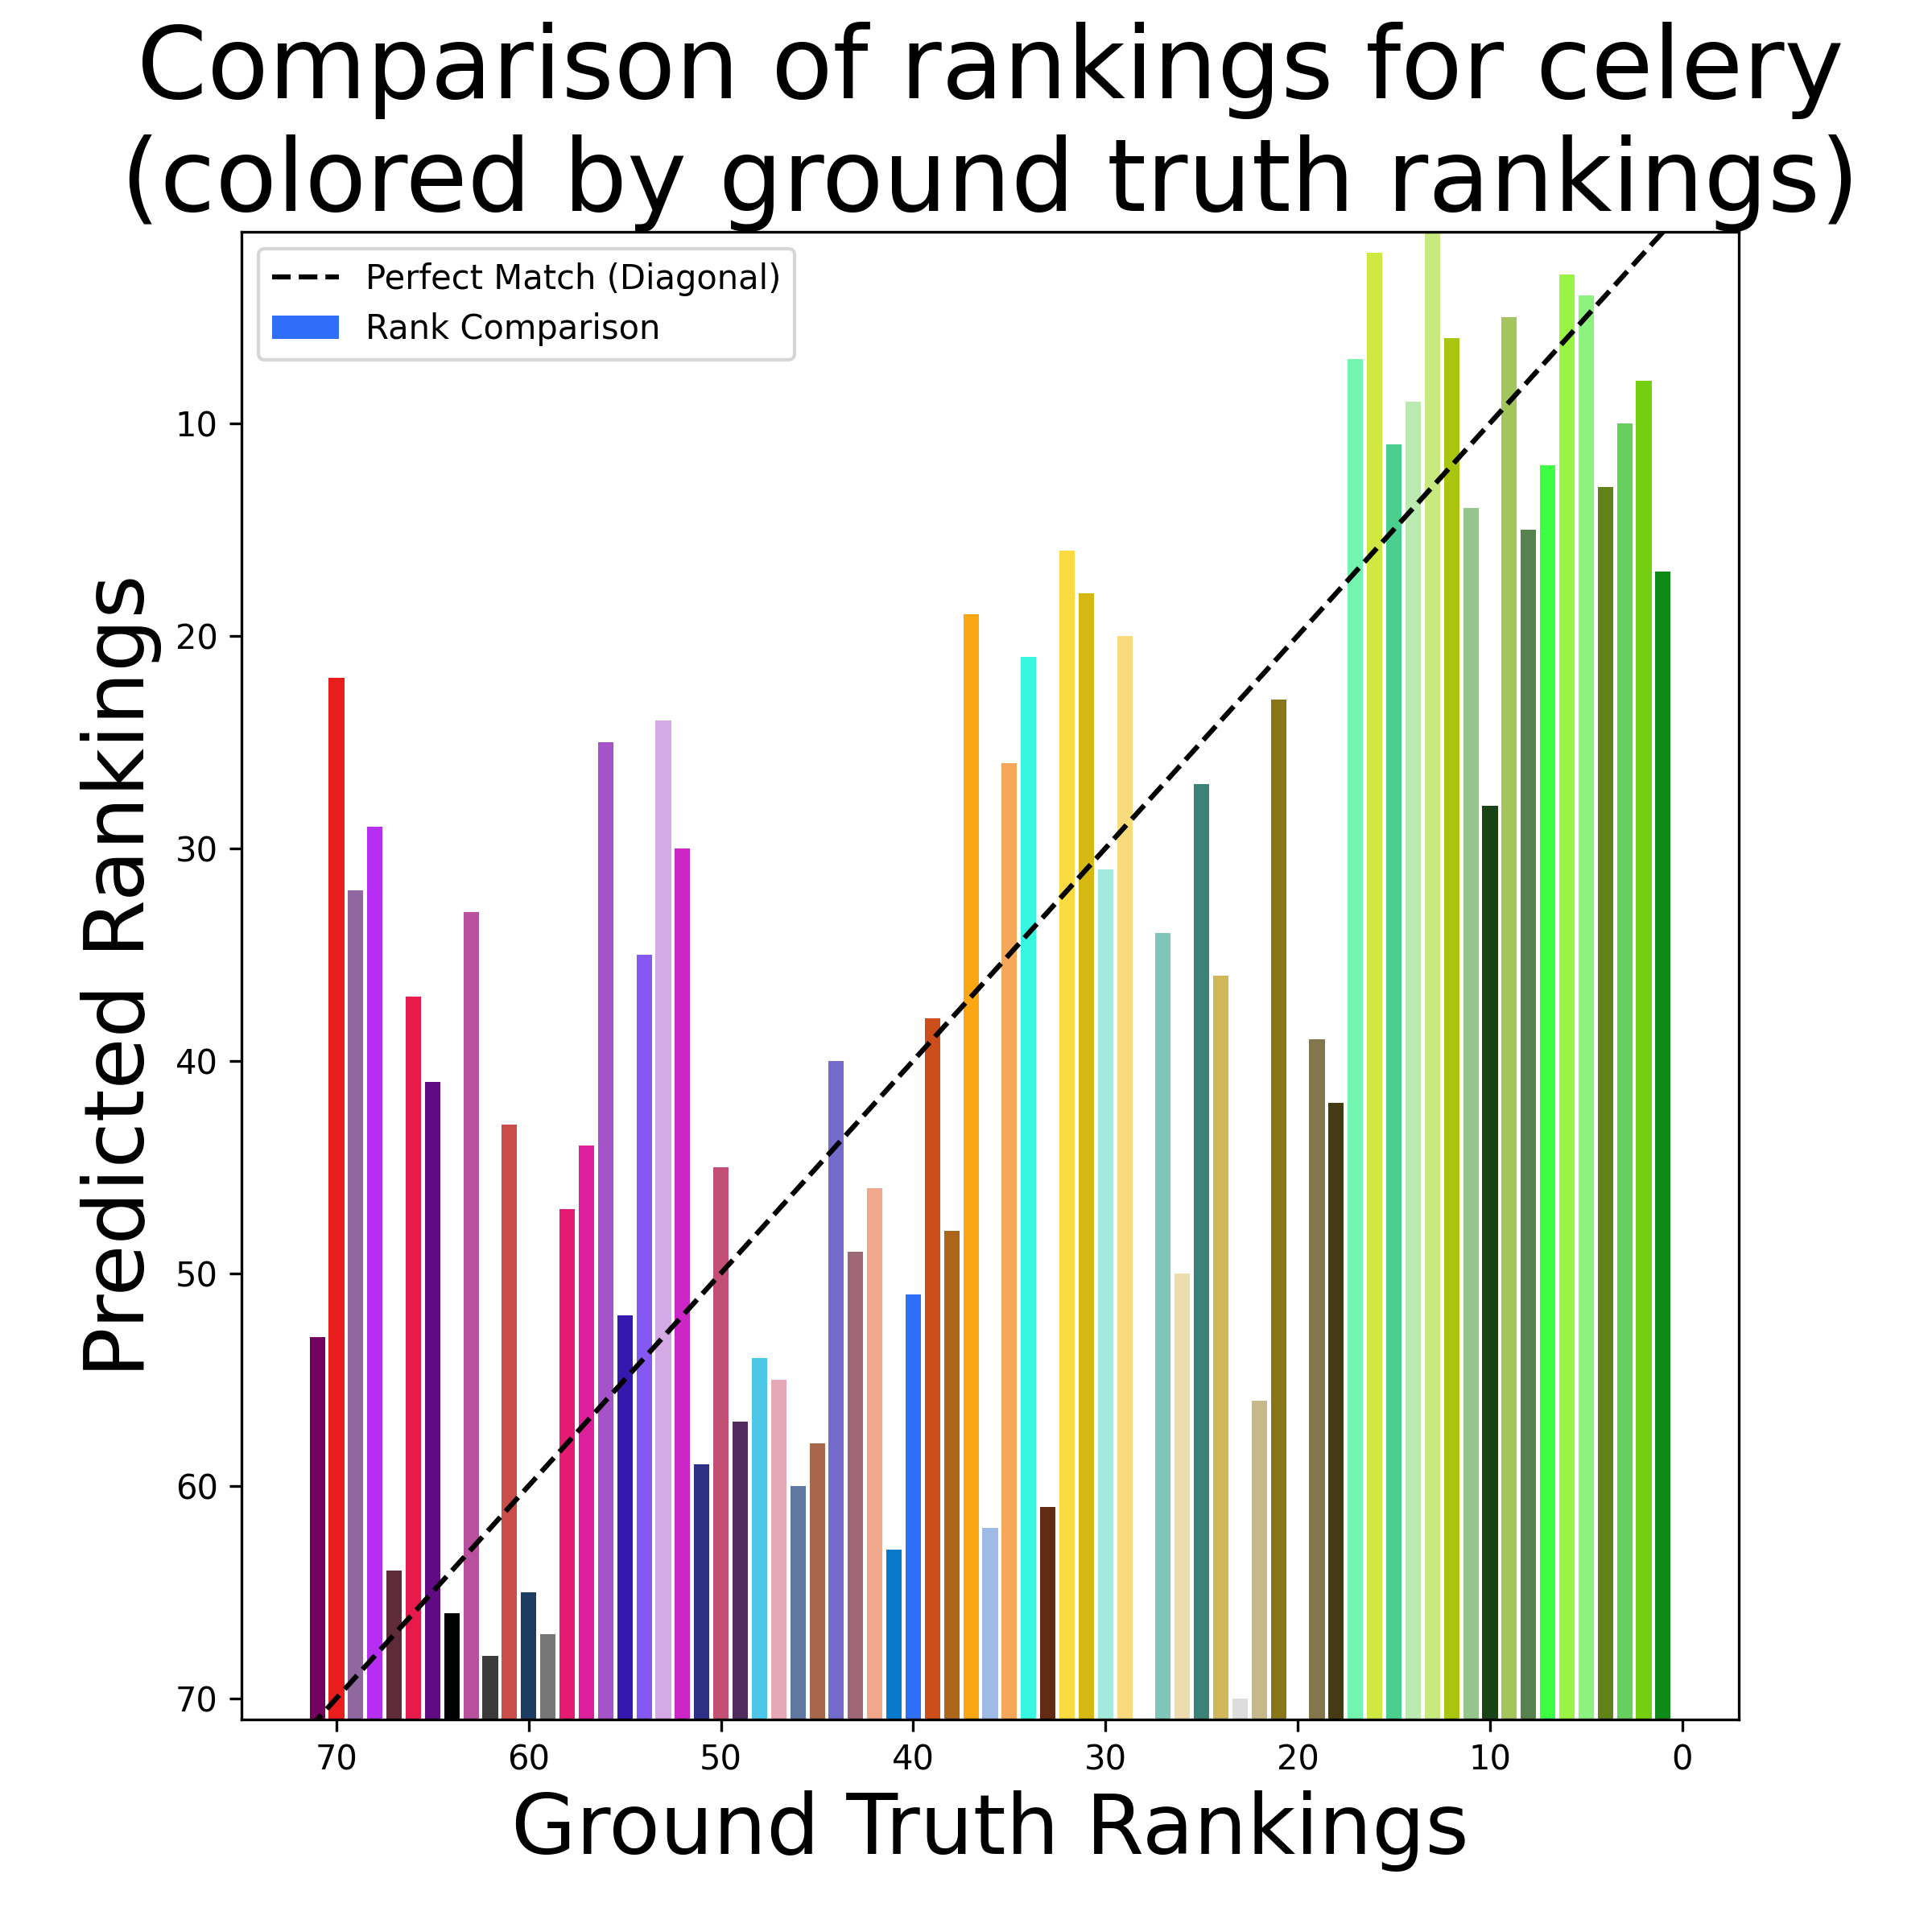 Comparison of rankings for celery
(colored by ground truth rankings)
Perfect Match (Diagonal)
Rank Comparison
Predicted Rankings
10
20
30
40
50
60
70
70
60
50
40
30
20
10
0
Ground Truth Rankings